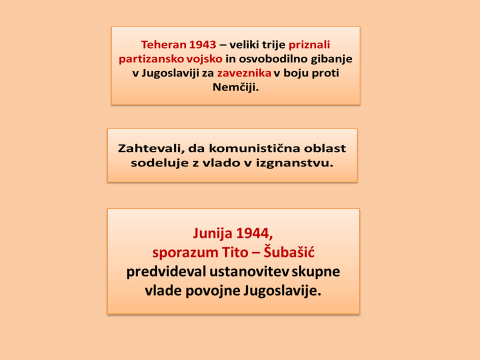 Teheran 1943 – veliki trije priznali
partizansko vojsko in osvobodilno gibanje
v Jugoslaviji za zaveznika v boju proti
Nemčiji.
Zahtevali, da komunistična oblast
sodeluje z vlado v izgnanstvu.
Junija 1944,
sporazum Tito – Šubašić
predvideval ustanovitev skupne
vlade povojne Jugoslavije.